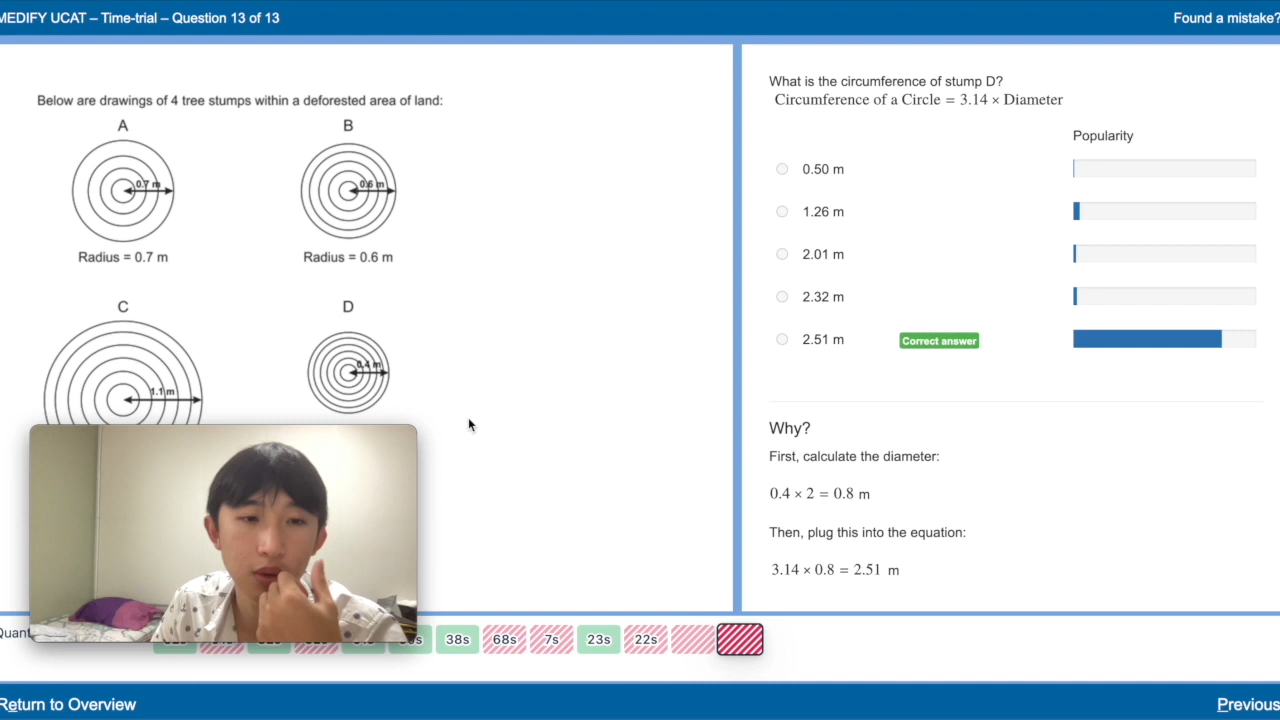 MEDIFY UCAT – Time-trial – Question 13 of 13
Found a mistake?
Below are drawings of 4 tree stumps within a deforested area of land:
A
B
0.7 m
0.6 m
Radius = 0.7 m
Radius = 0.6 m
C
D
1.1 m
0.4 m
What is the circumference of stump D?
Circumference of a Circle = 3.14 × Diameter
Popularity
0.50 m
1.26 m
2.01 m
2.32 m
2.51 m
Correct answer
Why?
First, calculate the diameter:
0.4 × 2 = 0.8 m
Then, plug this into the equation:
3.14 × 0.8 = 2.51 m
38s 68s 7s 23s 22s
Return to Overview
Previous